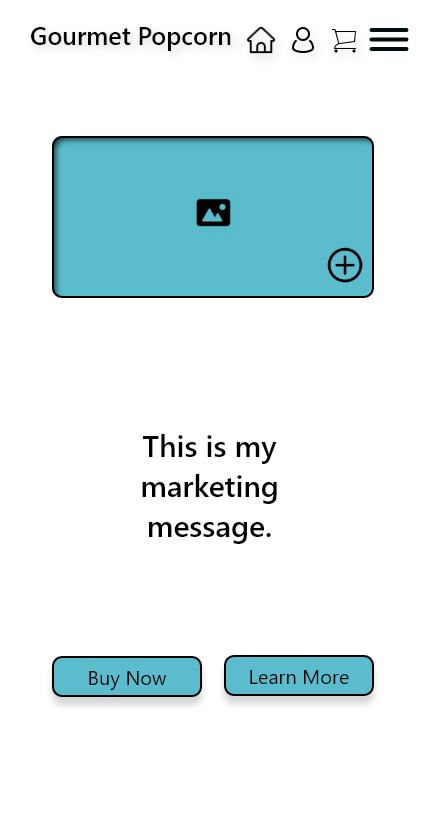 Gourmet Popcorn
This is my
marketing
message.
Buy Now
Learn More